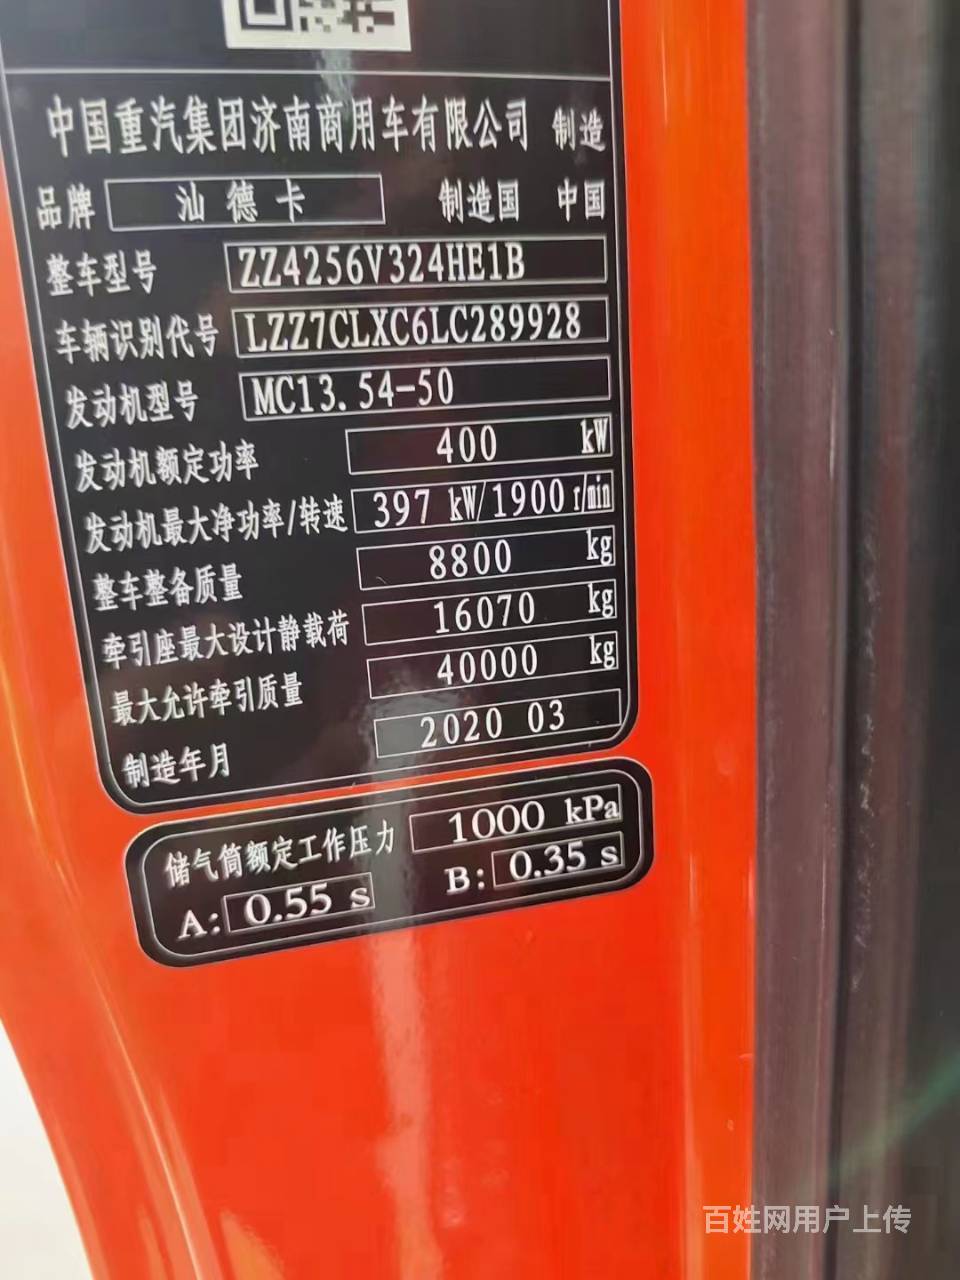 中国重汽集团济南商用车有限公司 制造
品牌 汕德卡 制造国 中国
整车型号 ZZ4256V324HE1B
车辆识别代号 LZZ7CLXC6LC289928
发动机型号 MC13.54-50
发动机额定功率 400 kW
发动机最大净功率/转速 397 kW/1900 r/min
整车整备质量 8800 kg
牵引座最大设计静载荷 16070 kg
最大允许牵引质量 40000 kg
制造年月 2020 03
储气筒额定工作压力 1000 kPa
A: 0.55 s B: 0.35 s
百姓网用户上传